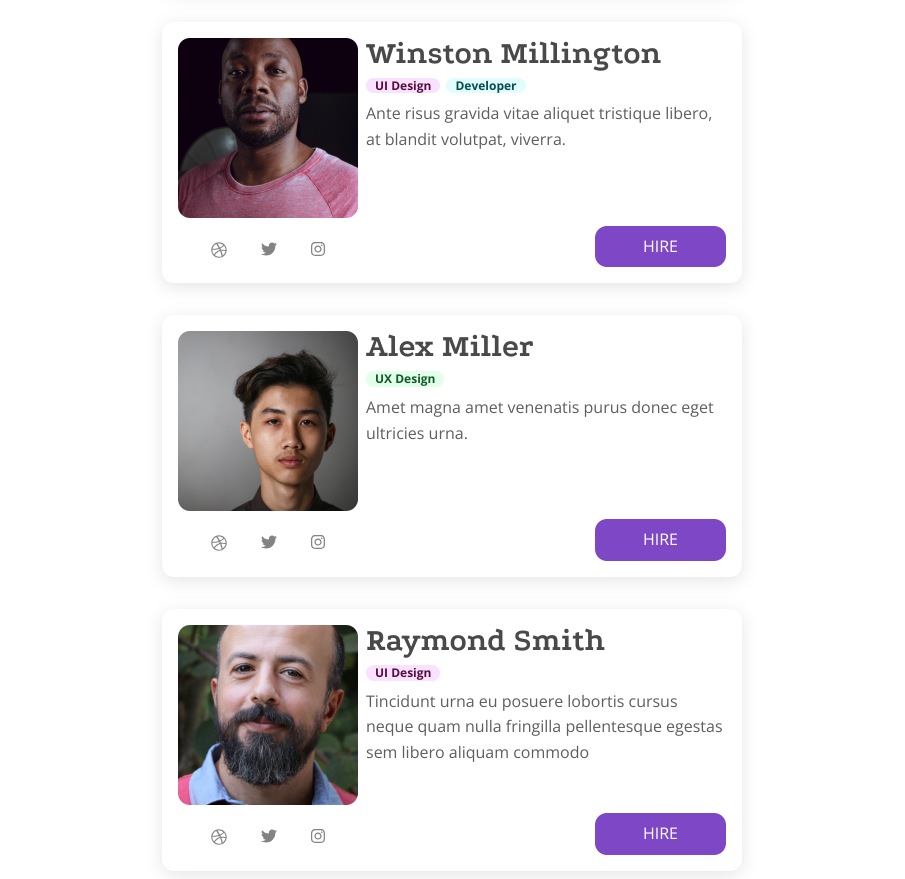 Winston Millington
UI Design Developer
Ante risus gravida vitae aliquet tristique libero,
at blandit volutpat, viverra.
HIRE
Alex Miller
UX Design
Amet magna amet venenatis purus donec eget
ultricies urna.
HIRE
Raymond Smith
UI Design
Tincidunt urna eu posuere lobortis cursus
neque quam nulla fringilla pellentesque egestas
sem libero aliquam commodo
HIRE